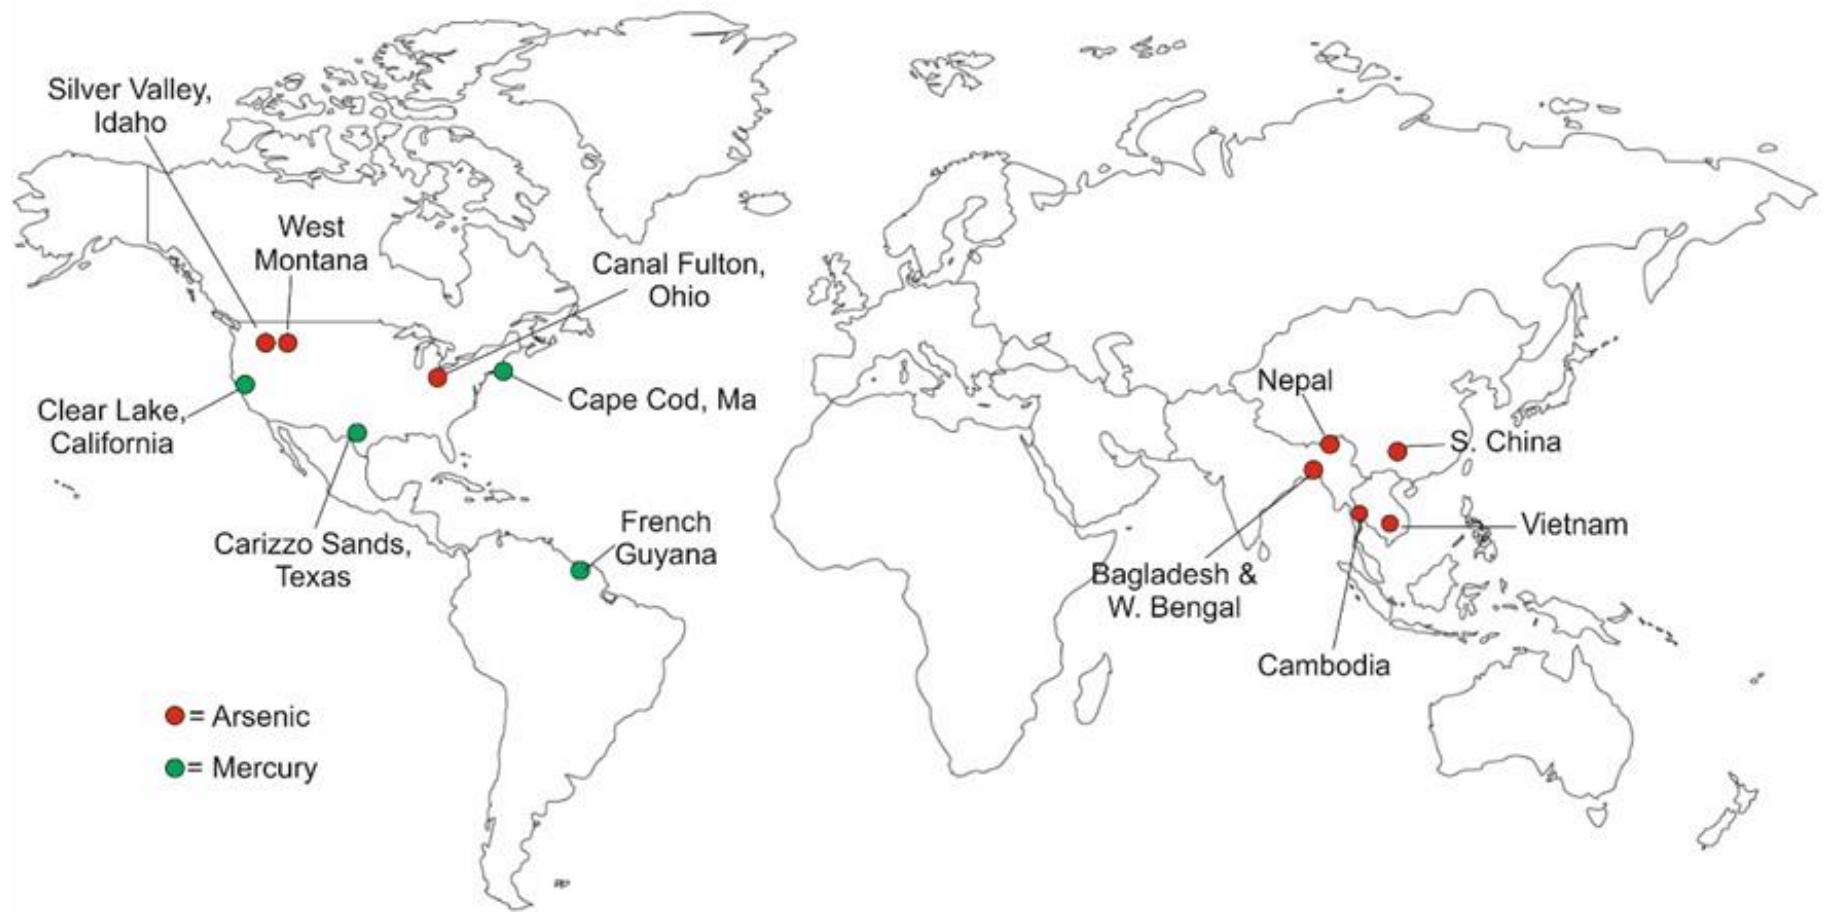 Silver Valley,
Idaho
West
Montana
Canal Fulton,
Ohio
Clear Lake,
California
Cape Cod, Ma
Carizzo Sands,
Texas
French
Guyana
Nepal
S. China
Vietnam
Bagladesh &
W. Bengal
Cambodia
= Arsenic
= Mercury